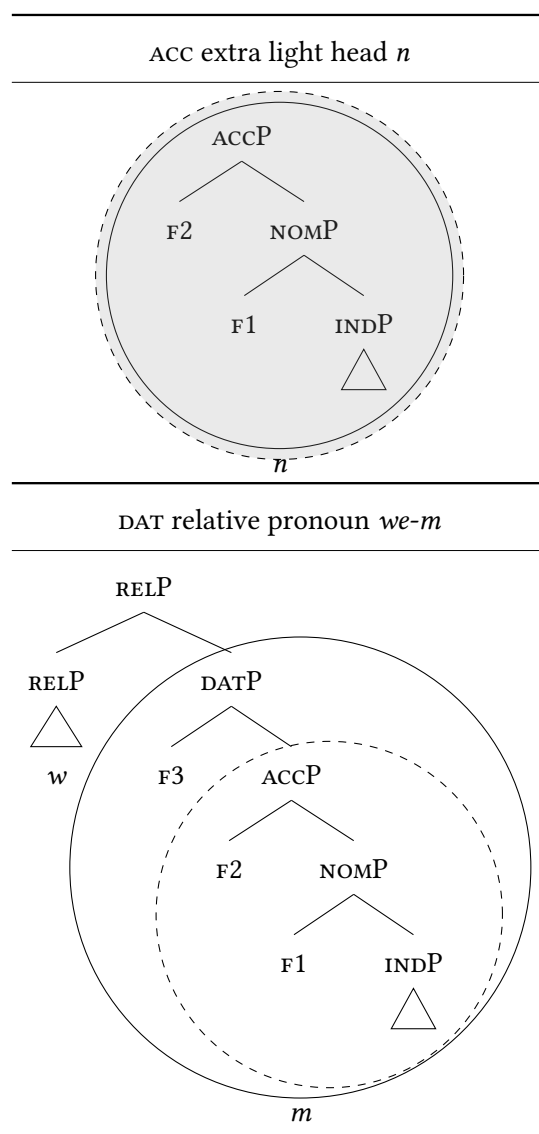 ACC extra light head n
ACCP
F2 NOMP
F1 INDP
n
DAT relative pronoun we-m
RELP
RELP DATP
w F3 ACCP
F2 NOMP
F1 INDP
m